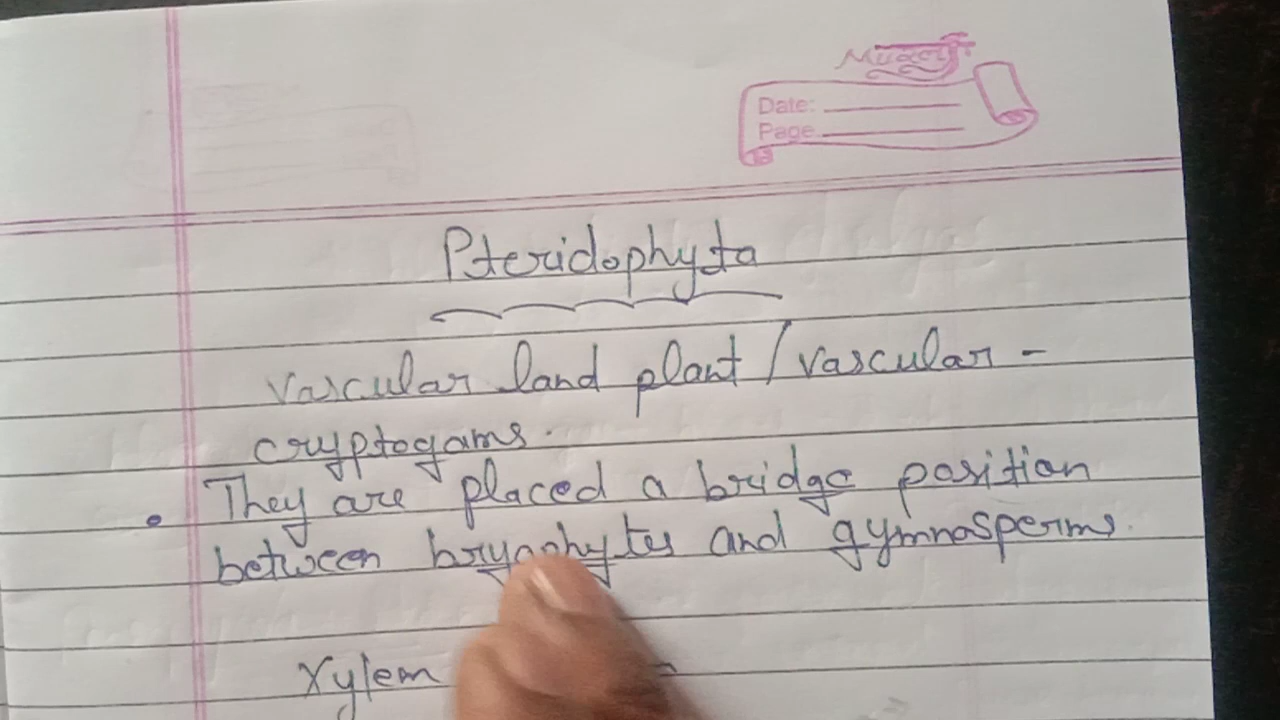 Date:
Page
Pteridophyta
vascular land plant / vascular -
cryptogams.
• They are placed a bridge position
between bryophytes and gymnosperms.
Xylem